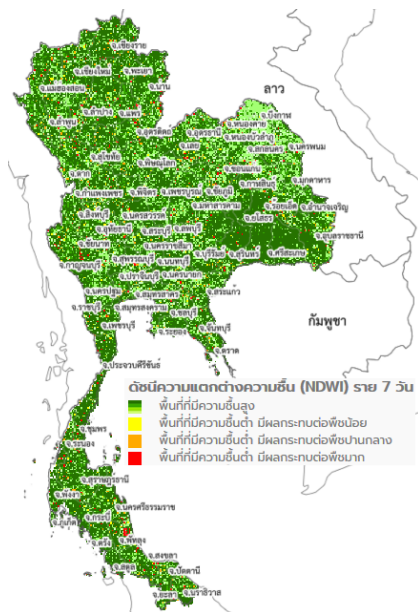 จ.เชียงราย
จ.เชียงใหม่
จ.พะเยา
จ.แม่ฮ่องสอน
จ.น่าน
ลาว
จ.ลำปาง
จ.แพร่
จ.บึงกาฬ
จ.หนองคาย
จ.ลำพูน
จ.อุตรดิตถ์
จ.อุดรธานี
จ.หนองบัวลำภู
จ.เลย
จ.สกลนคร
จ.นครพนม
จ.สุโขทัย
จ.พิษณุโลก
จ.ขอนแก่น
จ.ตาก
จ.กาฬสินธุ์
จ.มุกดาหาร
จ.กำแพงเพชร
จ.พิจิตร
จ.เพชรบูรณ์
จ.ชัยภูมิ
จ.มหาสารคาม
จ.ร้อยเอ็ด
จ.อำนาจเจริญ
จ.สิงห์บุรี
จ.นครสวรรค์
จ.ยโสธร
จ.อุทัยธานี
จ.สระบุรี
จ.ลพบุรี
จ.อุบลราชธานี
จ.ชัยนาท
จ.นครราชสีมา
จ.บุรีรัมย์
จ.สุรินทร์
จ.ศรีสะเกษ
จ.สุพรรณบุรี
จ.นนทบุรี
จ.กาญจนบุรี
จ.ปราจีนบุรี
จ.นครนายก
จ.นครปฐม
จ.สมุทรสาคร
จ.สระแก้ว
จ.ราชบุรี
จ.สมุทรสงคราม
จ.ชลบุรี
กัมพูชา
จ.เพชรบุรี
จ.ระยอง
จ.จันทบุรี
จ.ตราด
จ.ประจวบคีรีขันธ์
ดัชนีความแตกต่างความชื้น (NDWI) ราย 7 วัน
พื้นที่ที่มีความชื้นสูง
พื้นที่ที่มีความชื้นต่ำ มีผลกระทบต่อพืชน้อย
พื้นที่ที่มีความชื้นต่ำ มีผลกระทบต่อพืชปานกลาง
พื้นที่ที่มีความชื้นต่ำ มีผลกระทบต่อพืชมาก
จ.ชุมพร
จ.ระนอง
จ.สุราษฎร์ธานี
จ.พังงา
จ.นครศรีธรรมราช
จ.ภูเก็ต
จ.กระบี่
จ.ตรัง
จ.พัทลุง
จ.สงขลา
จ.สตูล
จ.ปัตตานี
จ.ยะลา
จ.นราธิวาส